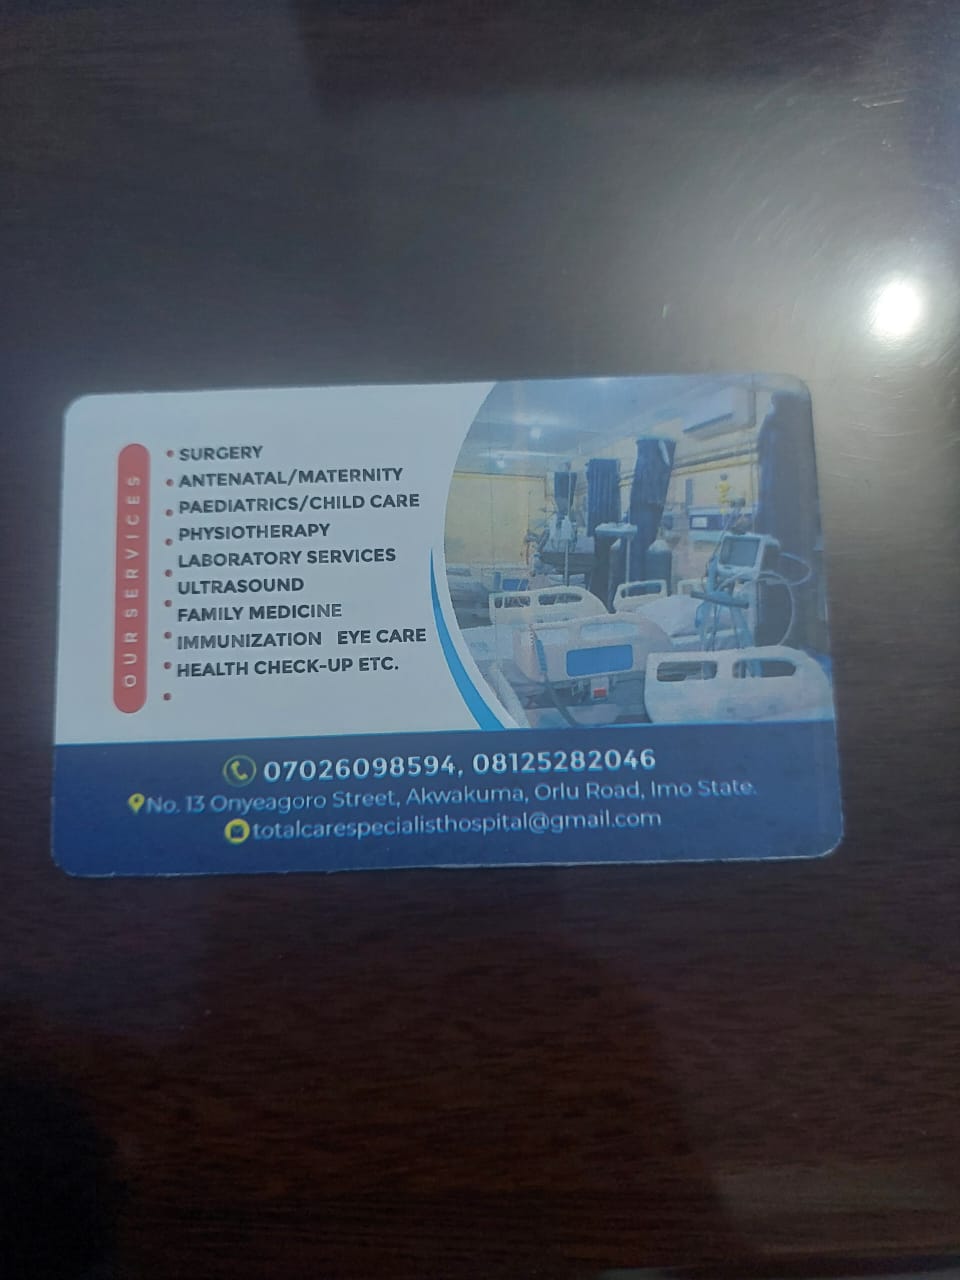 OUR SERVICES
• SURGERY
• ANTENATAL/MATERNITY
• PAEDIATRICS/CHILD CARE
• PHYSIOTHERAPY
• LABORATORY SERVICES
• ULTRASOUND
• FAMILY MEDICINE
• IMMUNIZATION EYE CARE
• HEALTH CHECK-UP ETC.
07026098594, 08125282046
No. 13 Onyeagoro Street, Akwakuma, Orlu Road, Imo State.
totalcarespecialisthospital@gmail.com